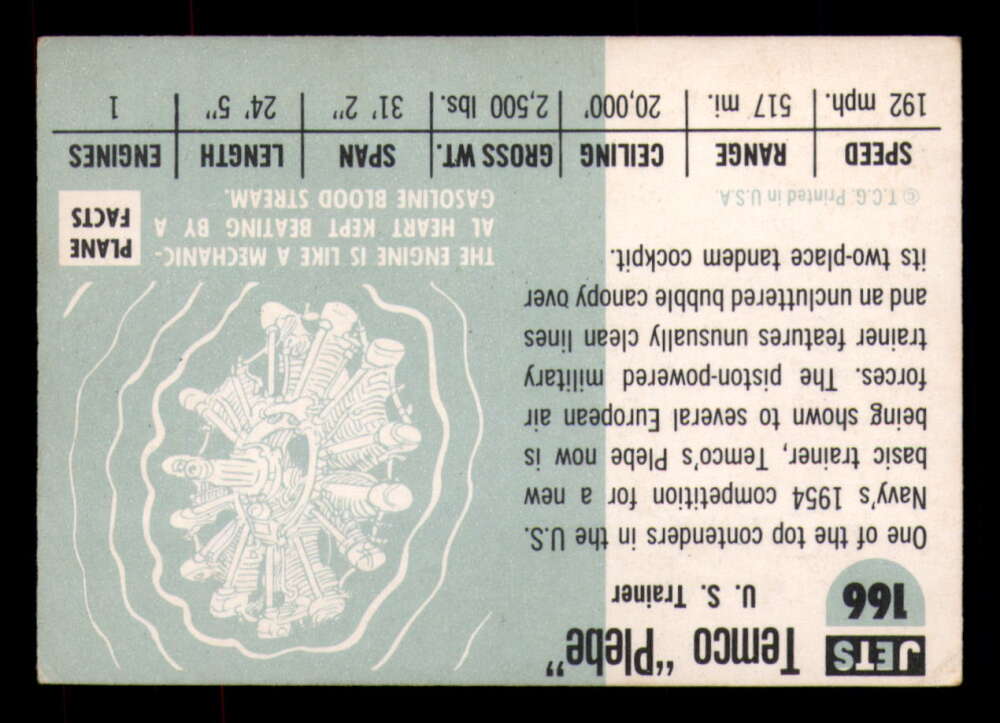 JETS
166
Temco "Plebe"
U. S. Trainer
One of the top contenders in the U.S.
Navy's 1954 competition for a new
basic trainer, Temco's Plebe now is
being shown to several European air
forces. The piston-powered military
trainer features unusually clean lines
and an uncluttered bubble canopy over
its two-place tandem cockpit.
© T.C.G. Printed in U.S.A
PLANE
FACTS
THE ENGINE IS LIKE A MECHANIC-
AL HEART KEPT BEATING BY A
GASOLINE BLOOD STREAM.
SPEED RANGE CEILING GROSS WT. SPAN LENGTH ENGINES
192 mph. 517 mi. 20,000' 2,500 lbs. 31' 2" 24' 5" 1